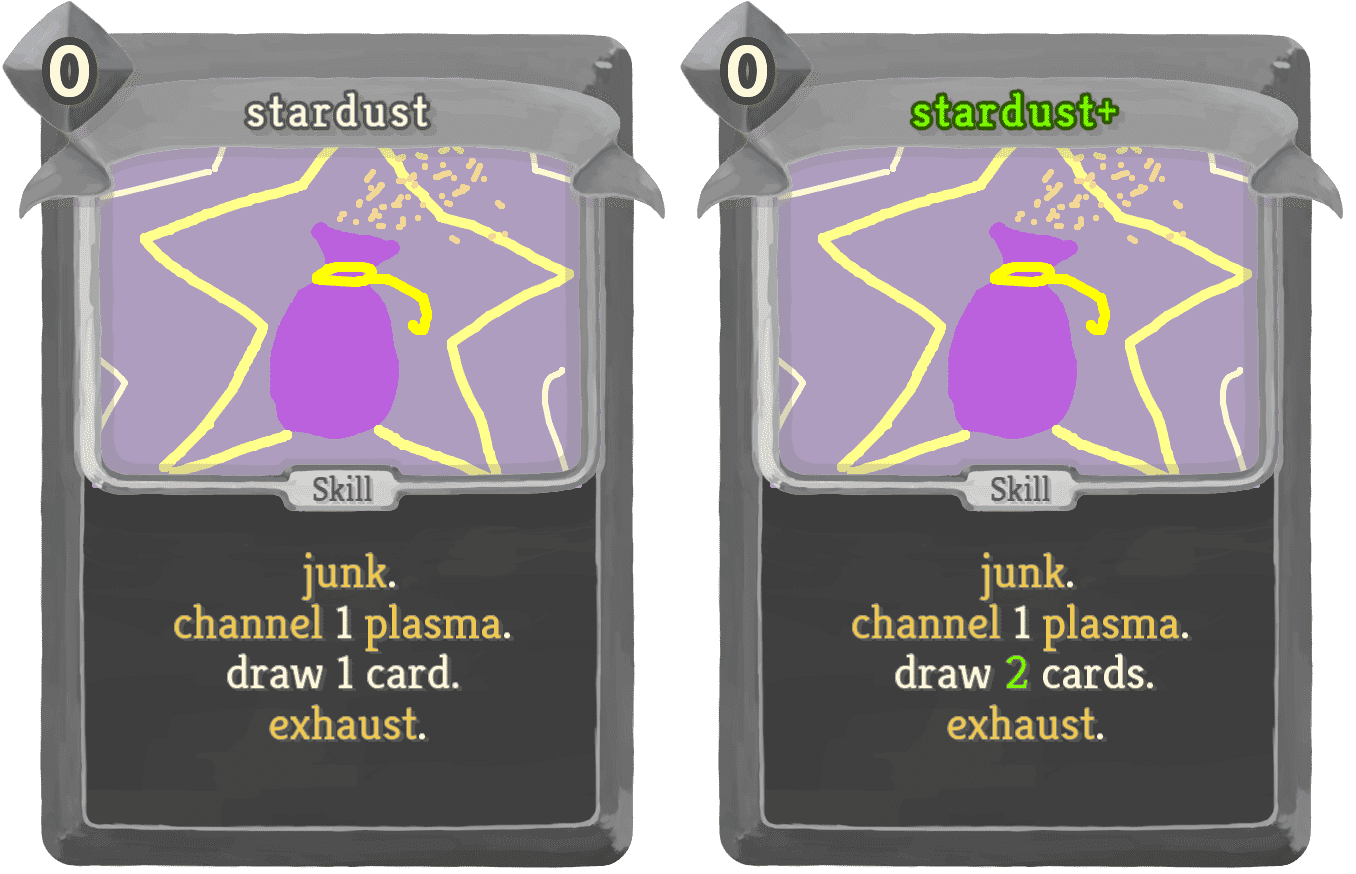 0
stardust
Skill
junk.
channel 1 plasma.
draw 1 card.
exhaust.
0
stardust+
Skill
junk.
channel 1 plasma.
draw 2 cards.
exhaust.